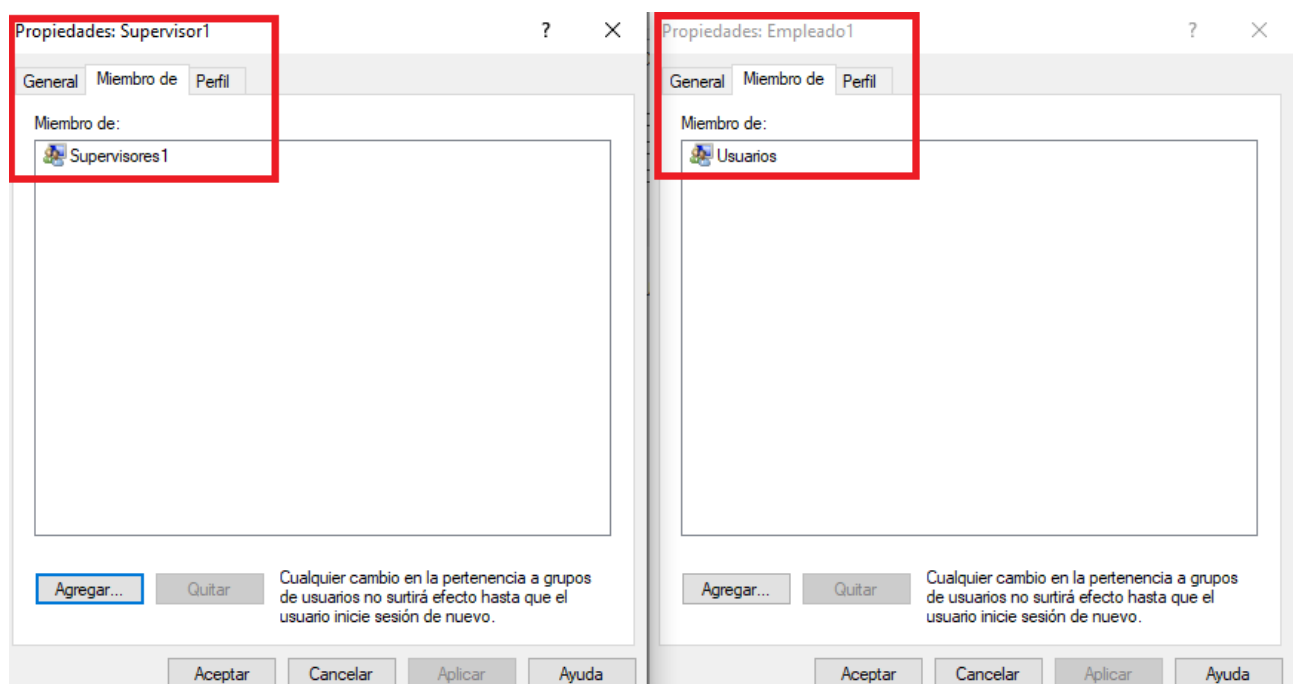 Propiedades: Supervisor1
?
General Miembro de Perfil
Miembro de:
Supervisores1
Agregar... Quitar
Cualquier cambio en la pertenencia a grupos
de usuarios no surtirá efecto hasta que el
usuario inicie sesión de nuevo.
Aceptar Cancelar Aplicar Ayuda
Propiedades: Empleado1
?
General Miembro de Perfil
Miembro de:
Usuarios
Agregar... Quitar
Cualquier cambio en la pertenencia a grupos
de usuarios no surtirá efecto hasta que el
usuario inicie sesión de nuevo.
Aceptar Cancelar Aplicar Ayuda